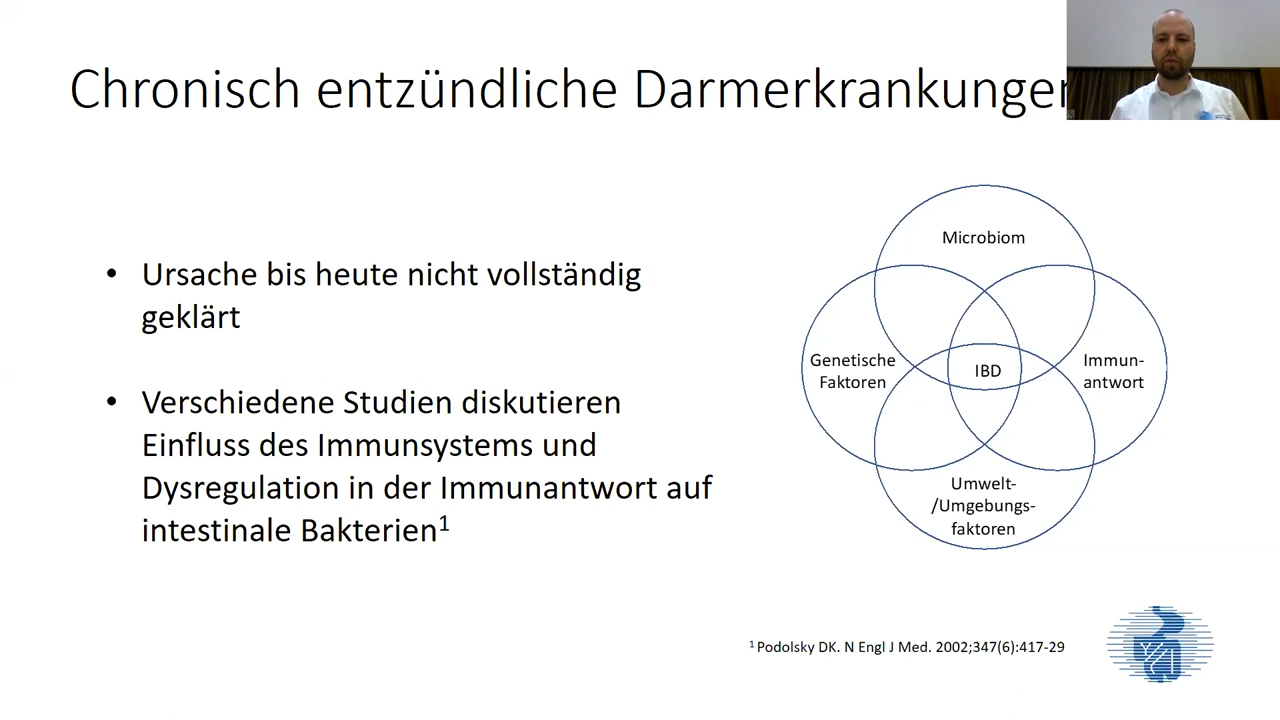 Chronisch entzündliche Darmerkrankungen
• Ursache bis heute nicht vollständig
geklärt
• Verschiedene Studien diskutieren
Einfluss des Immunsystems und
Dysregulation in der Immunantwort auf
intestinale Bakterien¹
Microbiom
Genetische
Faktoren
IBD
Immun-
antwort
Umwelt-
/Umgebungs-
faktoren
¹ Podolsky DK. N Engl J Med. 2002;347(6):417-29